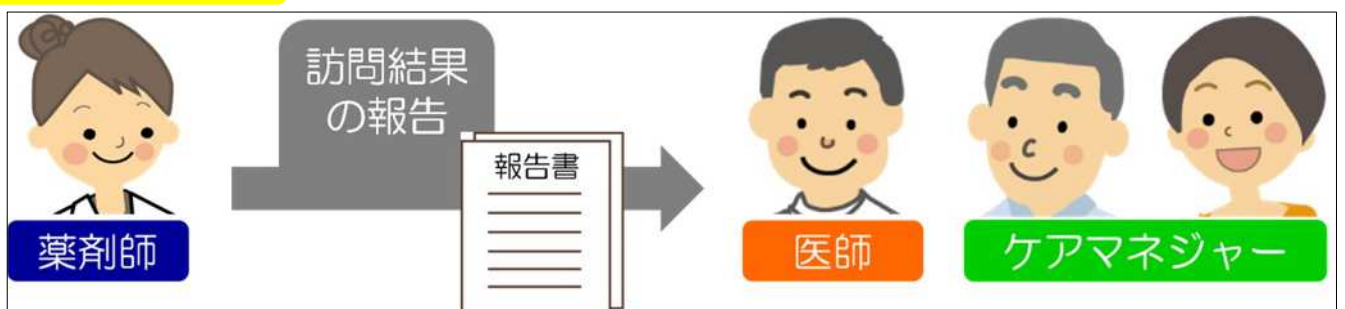 訪問結果
の報告
報告書
薬剤師
医師
ケアマネジャー